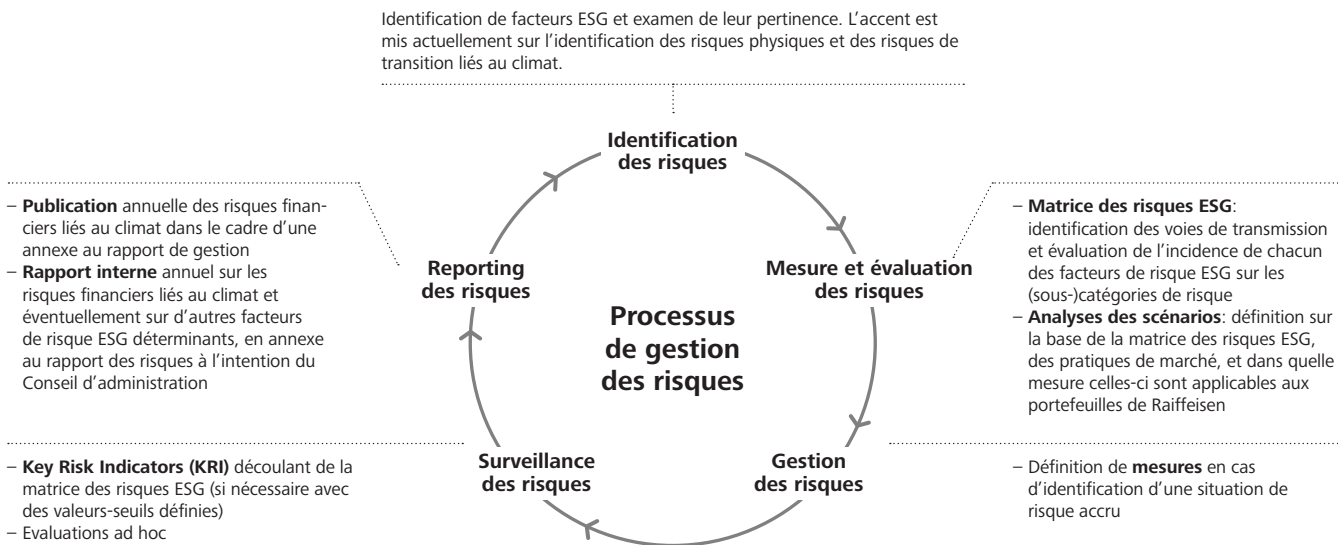 Identification de facteurs ESG et examen de leur pertinence. L'accent est
mis actuellement sur l'identification des risques physiques et des risques de
transition liés au climat.
Identification
des risques
– Publication annuelle des risques finan-
ciers liés au climat dans le cadre d'une
annexe au rapport de gestion
– Rapport interne annuel sur les
risques financiers liés au climat et
éventuellement sur d'autres facteurs
de risque ESG déterminants, en annexe
au rapport des risques à l'intention du
Conseil d'administration
Reporting
des risques
Processus
de gestion
des risques
Mesure et évaluation
des risques
– Matrice des risques ESG:
identification des voies de transmission
et évaluation de l'incidence de chacun
des facteurs de risque ESG sur les
(sous-)catégories de risque
– Analyses des scénarios: définition sur
la base de la matrice des risques ESG,
des pratiques de marché, et dans quelle
mesure celles-ci sont applicables aux
portefeuilles de Raiffeisen
– Key Risk Indicators (KRI) découlant de la
matrice des risques ESG (si nécessaire avec
des valeurs-seuils définies)
– Evaluations ad hoc
Surveillance
des risques
Gestion
des risques
– Définition de mesures en cas
d'identification d'une situation de
risque accru